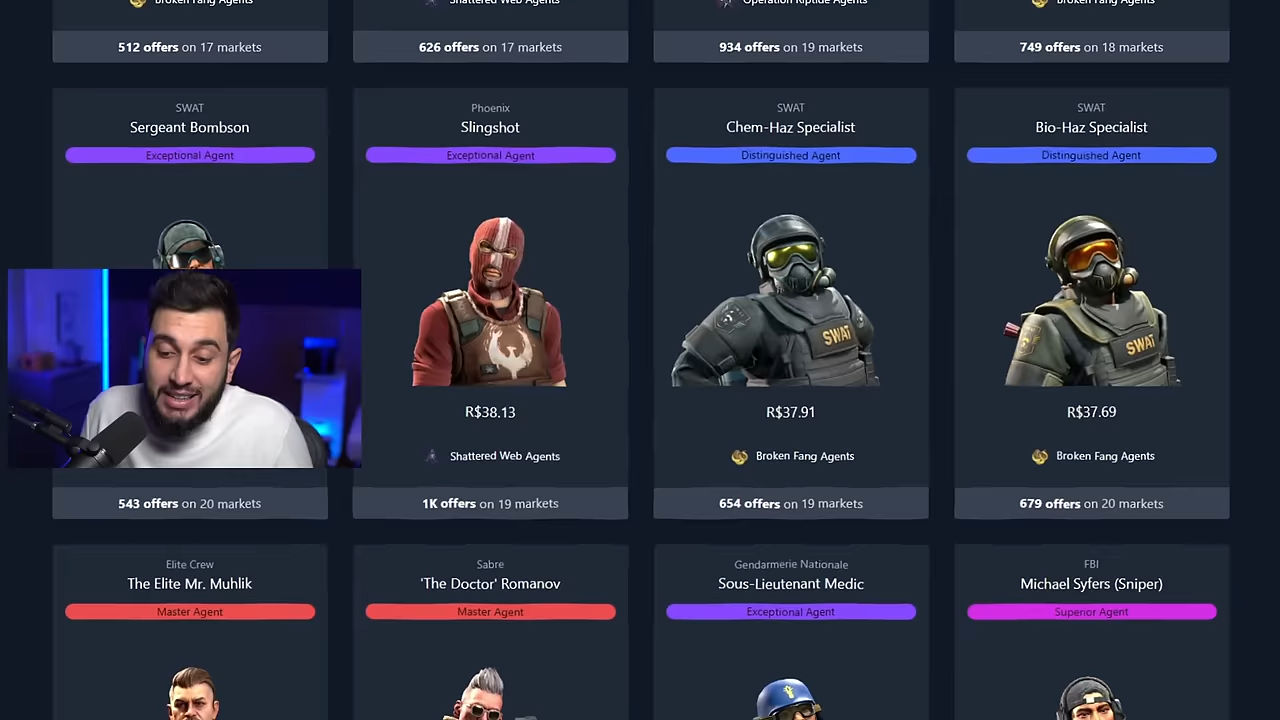 Broken Fang Agents
Shattered Web Agents
Operation Riptide Agents
Broken Fang Agents
512 offers on 17 markets
626 offers on 17 markets
934 offers on 19 markets
749 offers on 18 markets
SWAT
Sergeant Bombson
Exceptional Agent
Phoenix
Slingshot
Exceptional Agent
SWAT
Chem-Haz Specialist
Distinguished Agent
SWAT
Bio-Haz Specialist
Distinguished Agent
SWAT
SWAT
R$38.13
R$37.91
R$37.69
Shattered Web Agents
Broken Fang Agents
Broken Fang Agents
543 offers on 20 markets
1K offers on 19 markets
654 offers on 19 markets
679 offers on 20 markets
Elite Crew
The Elite Mr. Muhlik
Master Agent
Sabre
'The Doctor' Romanov
Master Agent
Gendarmerie Nationale
Sous-Lieutenant Medic
Exceptional Agent
FBI
Michael Syfers (Sniper)
Superior Agent